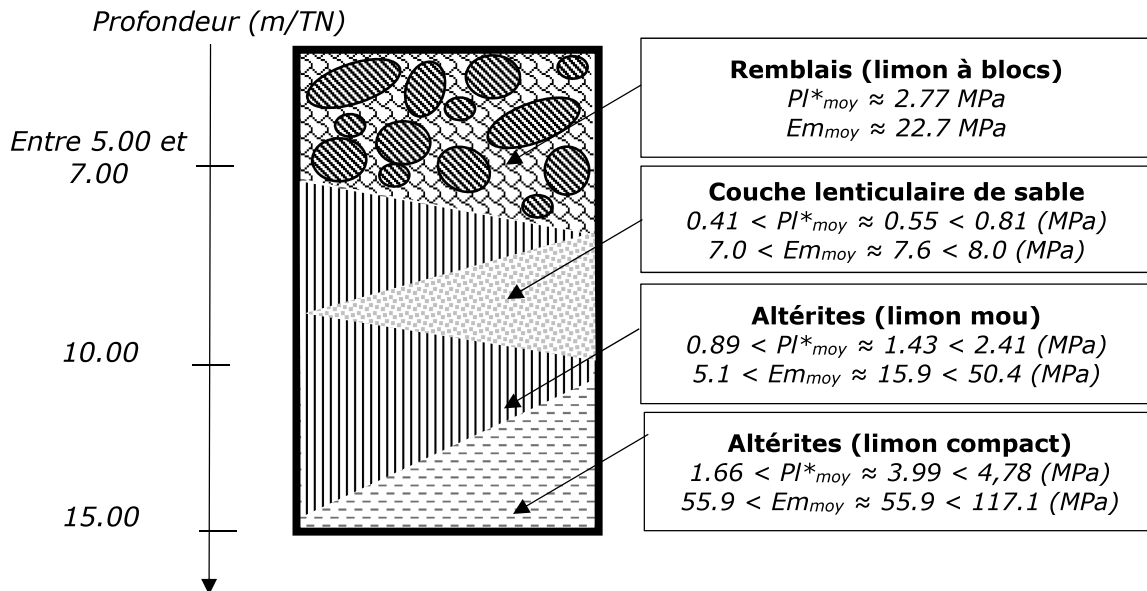 Profondeur (m/TN)
Entre 5.00 et
7.00
10.00
15.00
Remblais (limon à blocs)
Pl*moy ≈ 2.77 MPa
Emmoy ≈ 22.7 MPa
Couche lenticulaire de sable
0.41 < Pl*moy ≈ 0.55 < 0.81 (MPa)
7.0 < Emmoy ≈ 7.6 < 8.0 (MPa)
Altérites (limon mou)
0.89 < Pl*moy ≈ 1.43 < 2.41 (MPa)
5.1 < Emmoy ≈ 15.9 < 50.4 (MPa)
Altérites (limon compact)
1.66 < Pl*moy ≈ 3.99 < 4,78 (MPa)
55.9 < Emmoy ≈ 55.9 < 117.1 (MPa)